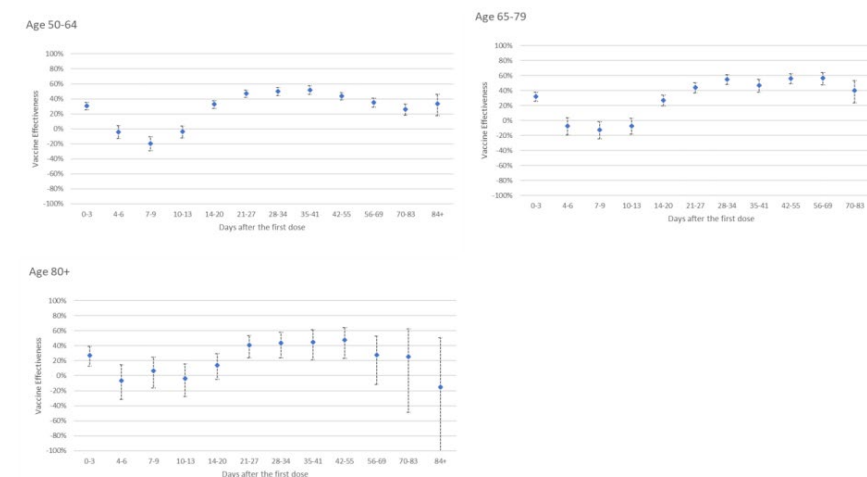 Age 50-64
100%
80%
60%
40%
20%
0%
-20%
-40%
-60%
-80%
-100%
Vaccine Effectiveness
0-3 4-6 7-9 10-13 14-20 21-27 28-34 35-41 42-55 56-69 70-83 84+
Days after the first dose
Age 65-79
100%
80%
60%
40%
20%
0%
-20%
-40%
-60%
-80%
-100%
Vaccine Effectiveness
0-3 4-6 7-9 10-13 14-20 21-27 28-34 35-41 42-55 56-69 70-83
Days after the first dose
Age 80+
100%
80%
60%
40%
20%
0%
-20%
-40%
-60%
-80%
-100%
Vaccine Effectiveness
0-3 4-6 7-9 10-13 14-20 21-27 28-34 35-41 42-55 56-69 70-83 84+
Days after the first dose